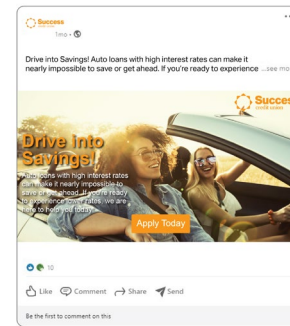 Success
credit union
1mo •
Drive into Savings! Auto loans with high interest rates can make it
nearly impossible to save or get ahead. If you're ready to experience ...see mo
Success
credit union
Drive into
Savings!
Auto loans with high interest rates
can make it nearly impossible to
save or get ahead. If you're ready
to experience lower rates, we are
here to help you today.
Apply Today
10
Like
Comment
Share
Send
Be the first to comment on this